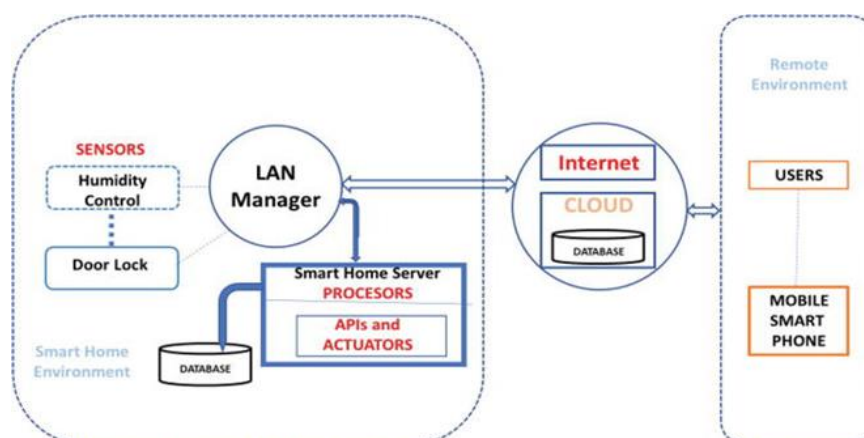 Remote
Environment
SENSORS
Humidity
Control
Door Lock
LAN
Manager
Internet
CLOUD
DATABASE
USERS
MOBILE
SMART
PHONE
Smart Home Server
PROCESORS
APIs and
ACTUATORS
Smart Home
Environment
DATABASE